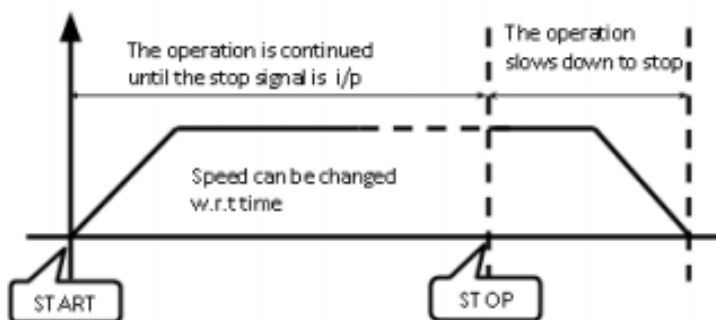 The operation is continued
until the stop signal is i/p
The operation
slows down to stop
Speed can be changed
w.r.t time
START
STOP